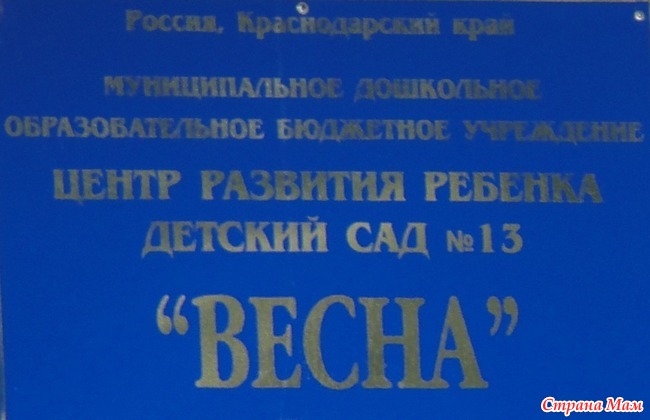 Россия, Краснодарский край
МУНИЦИПАЛЬНОЕ ДОШКОЛЬНОЕ
ОБРАЗОВАТЕЛЬНОЕ БЮДЖЕТНОЕ УЧРЕЖДЕНИЕ
ЦЕНТР РАЗВИТИЯ РЕБЕНКА
ДЕТСКИЙ САД №13
“ВЕСНА”
Страна Мам